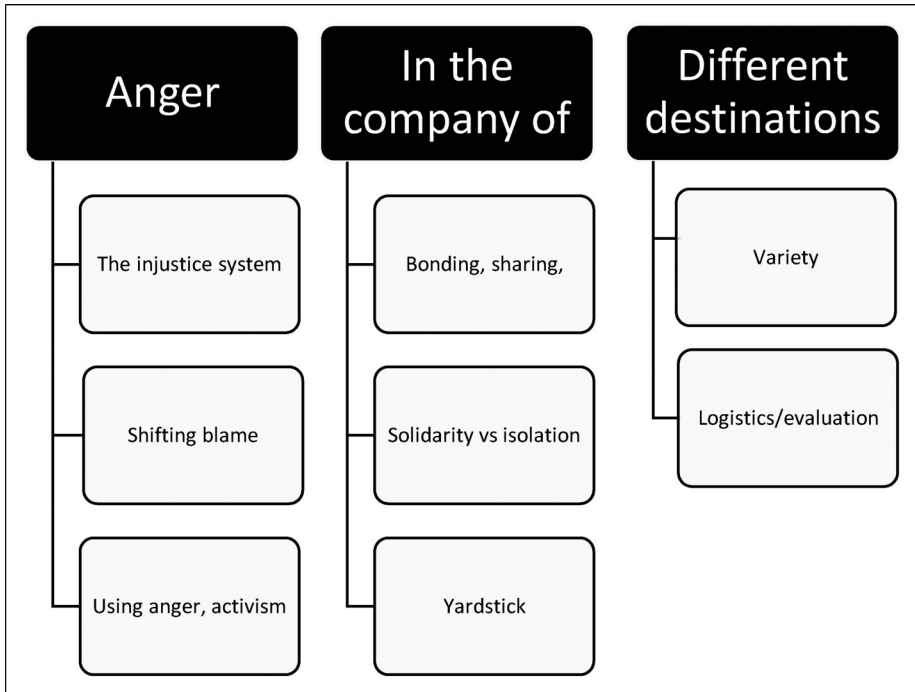 Anger
The injustice system
Shifting blame
Using anger, activism
In the
company of
Bonding, sharing,
Solidarity vs isolation
Yardstick
Different
destinations
Variety
Logistics/evaluation